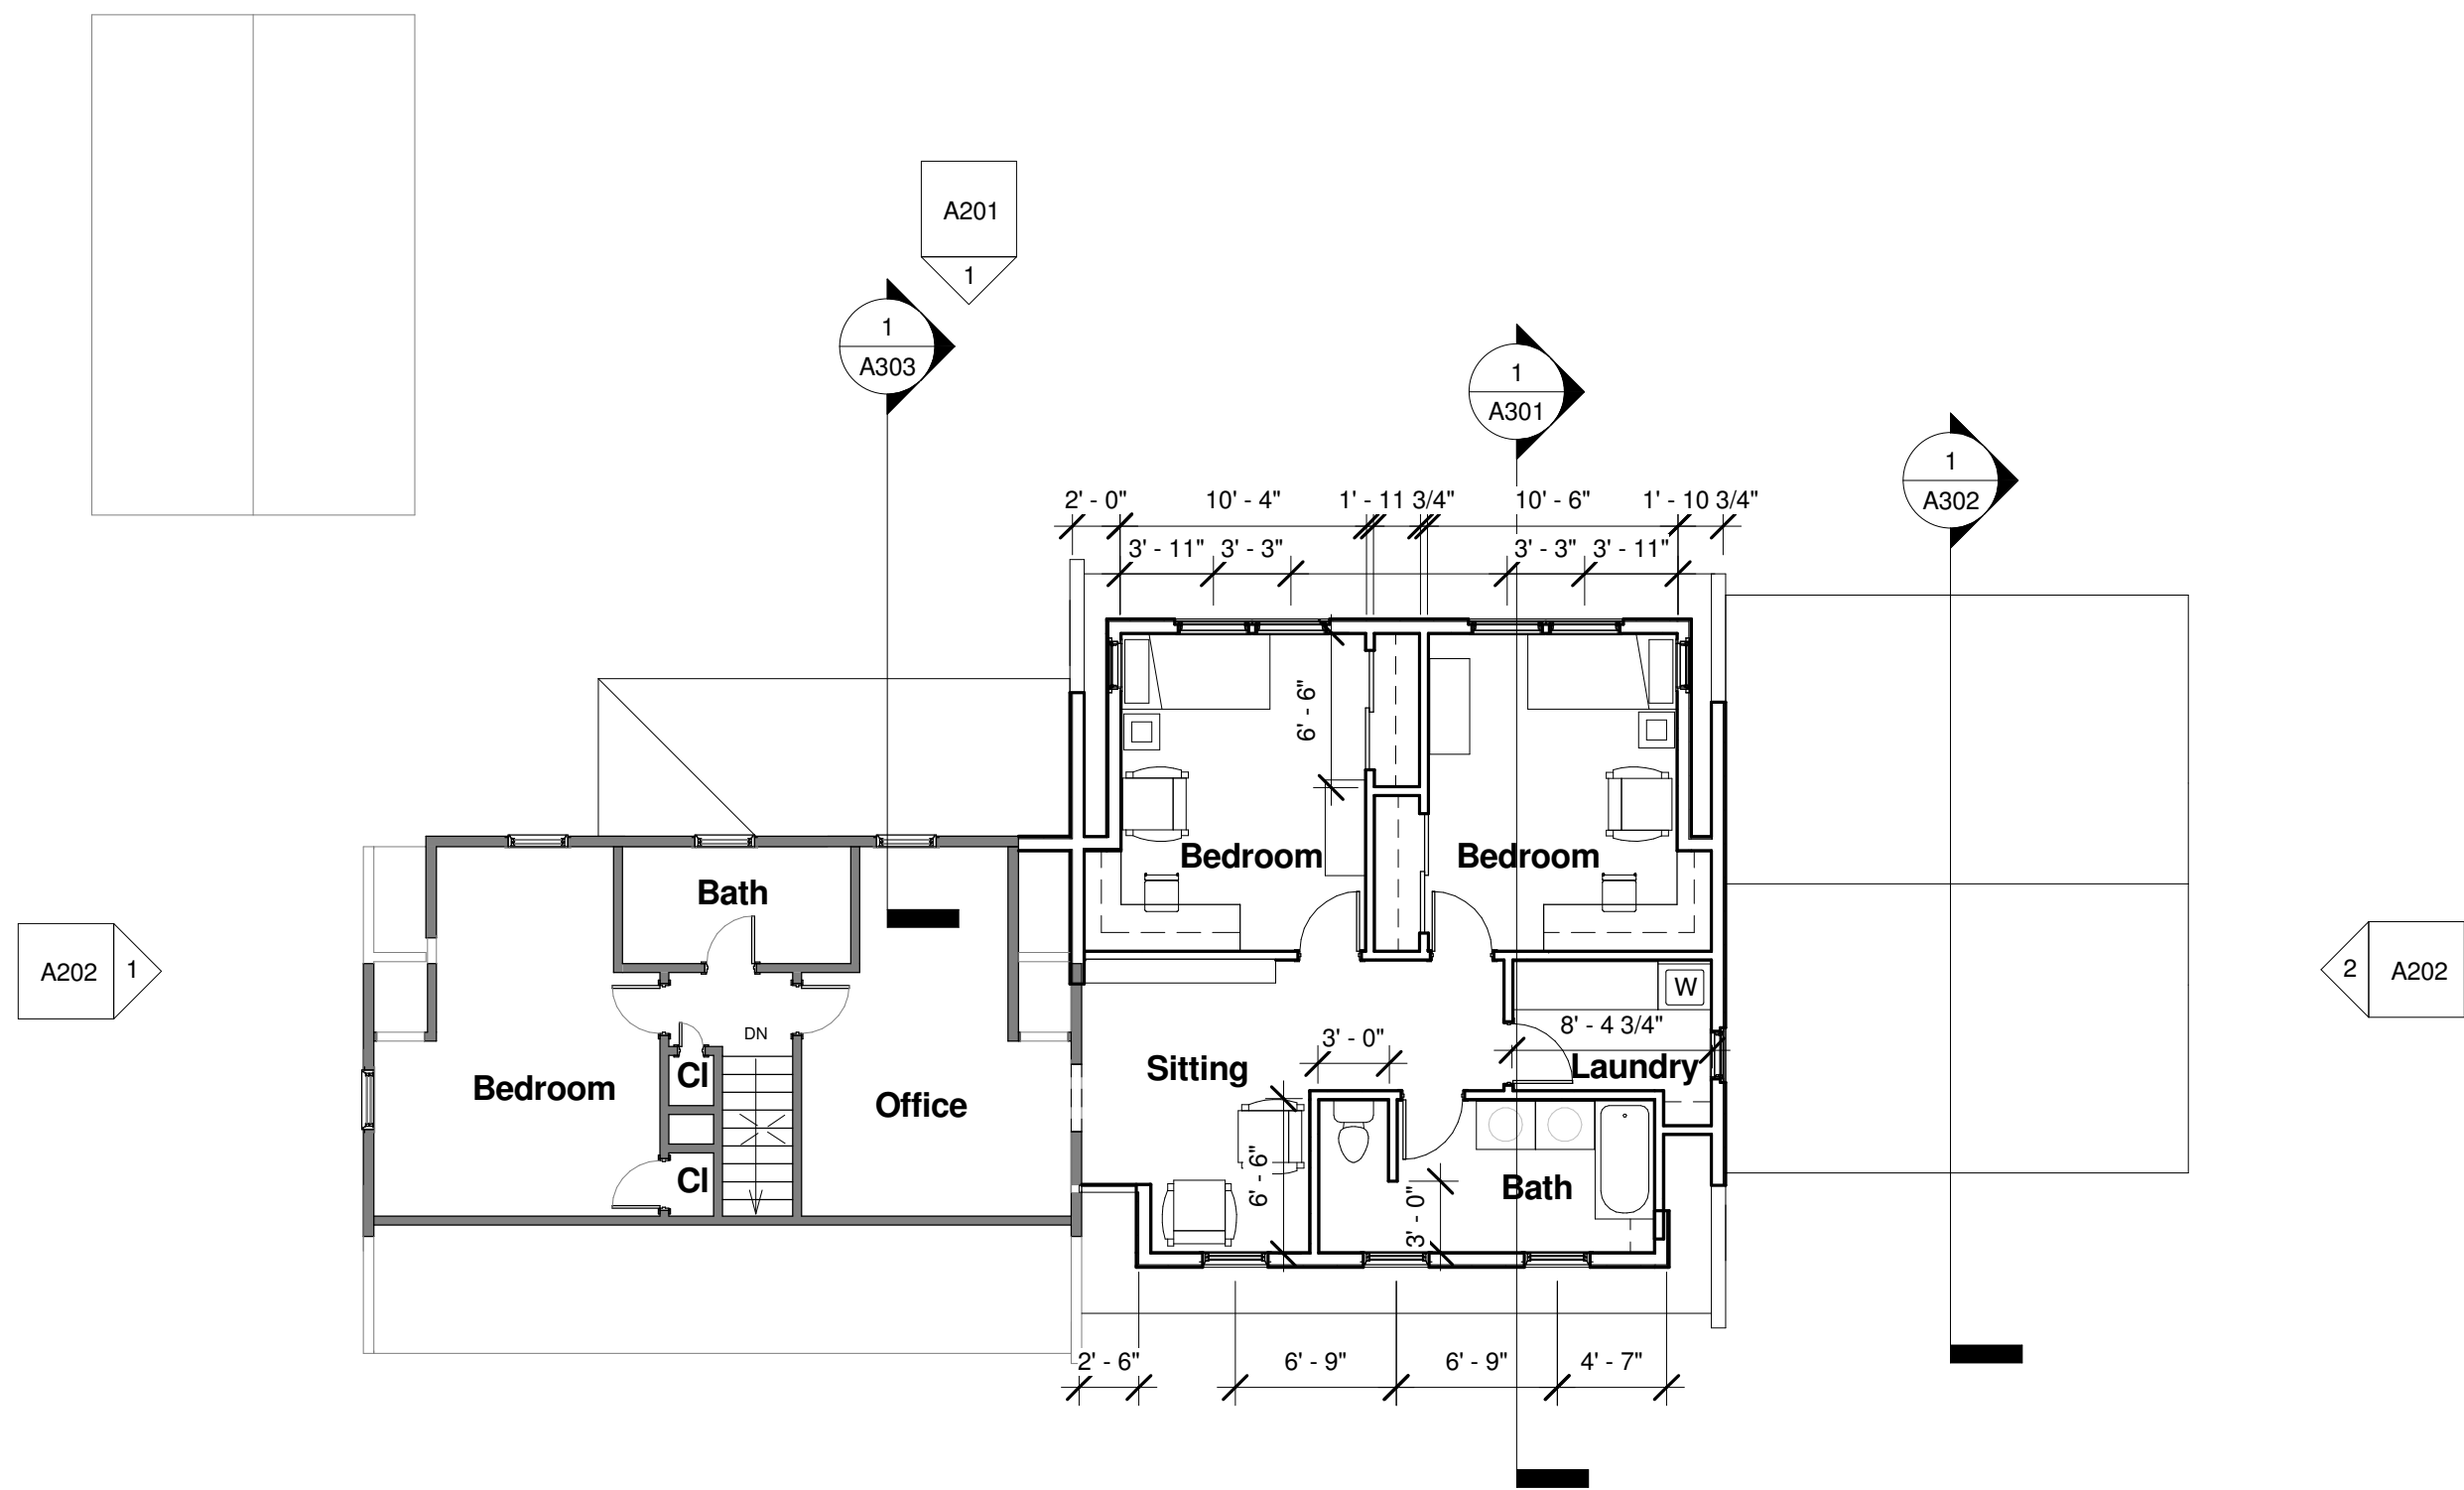 A201
1
1
A303
1
A301
1
A302
2' - 0"
10' - 4"
1' - 11 3/4"
10' - 6"
1' - 10 3/4"
3' - 11"
3' - 3"
3' - 3"
3' - 11"
6' - 6"
Bedroom
Bedroom
Bath
A202
1
2
A202
W
8' - 4 3/4"
DN
3' - 0"
Cl
Sitting
Laundry
Bedroom
Office
Cl
6' - 6"
3' - 0"
Bath
2' - 6"
6' - 9"
6' - 9"
4' - 7"